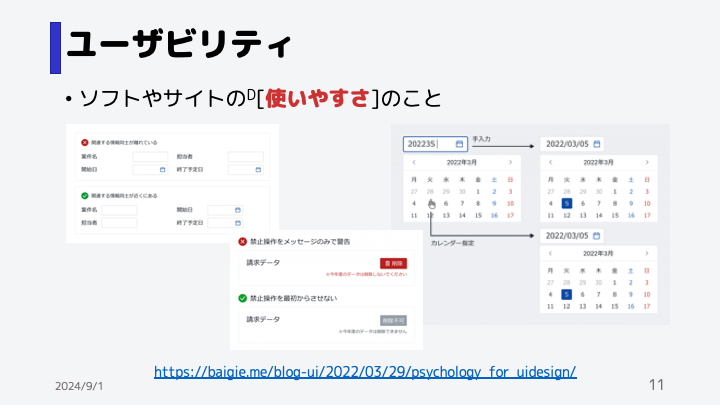 ユーザビリティ
• ソフトやサイトのᴰ[使いやすさ]のこと
関連する情報同士が離れている
案件名 担当者
開始日 終了予定日
関連する情報同士が近くにある
案件名 開始日
担当者 終了予定日
禁止操作をメッセージのみで警告
請求データ 削除
※今年度のデータは削除しないでください
禁止操作を最初からさせない
請求データ 削除不可
※今年度のデータは削除できません
202235 手入力 2022/03/05
2022年3月
月 火 水 木 金 土 日
27 28 29 30 1 2 3
4 5 6 7 8 9 10
11 12 13 14 15 16 17
2022年3月
月 火 水 木 金 土 日
27 28 29 30 1 2 3
4 5 6 7 8 9 10
11 12 13 14 15 16 17
カレンダー指定
2022/03/05
2022年3月
月 火 水 木 金 土 日
27 28 29 30 1 2 3
4 5 6 7 8 9 10
11 12 13 14 15 16 17
https://baigie.me/blog-ui/2022/03/29/psychology_for_uidesign/
2024/9/1
11